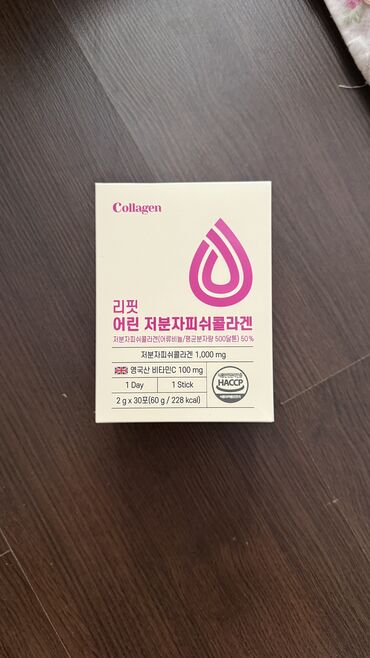 Collagen
리핏
어린 저분자피쉬콜라겐
저분자피쉬콜라겐(어류비늘/평균분자량 500달톤) 50%
저분자피쉬콜라겐 1,000 mg
영국산 비타민C 100 mg
1 Day 1 Stick
2 g x 30포(60 g / 228 kcal)
HACCP